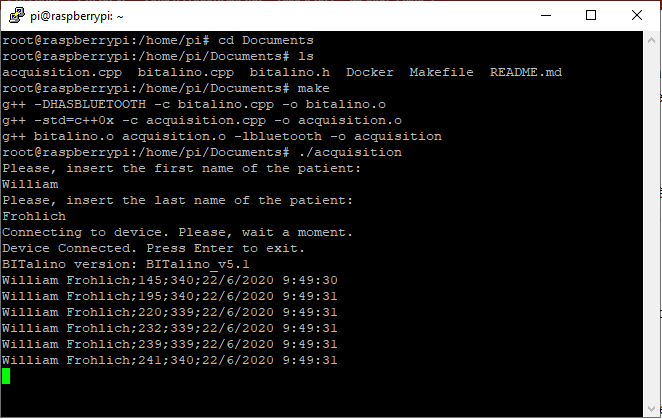 pi@raspberrypi: ~
root@raspberrypi:/home/pi# cd Documents
root@raspberrypi:/home/pi/Documents# ls
acquisition.cpp  bitalino.cpp  bitalino.h  Docker  Makefile  README.md
root@raspberrypi:/home/pi/Documents# make
g++ -DHASBLUETOOTH -c bitalino.cpp -o bitalino.o
g++ -std=c++0x -c acquisition.cpp -o acquisition.o
g++ bitalino.o acquisition.o -lbluetooth -o acquisition
root@raspberrypi:/home/pi/Documents# ./acquisition
Please, insert the first name of the patient:
William
Please, insert the last name of the patient:
Frohlich
Connecting to device. Please, wait a moment.
Device Connected. Press Enter to exit.
BITalino version: BITalino_v5.1
William Frohlich;145;340;22/6/2020 9:49:30
William Frohlich;195;340;22/6/2020 9:49:31
William Frohlich;220;339;22/6/2020 9:49:31
William Frohlich;232;339;22/6/2020 9:49:31
William Frohlich;239;339;22/6/2020 9:49:31
William Frohlich;241;340;22/6/2020 9:49:31